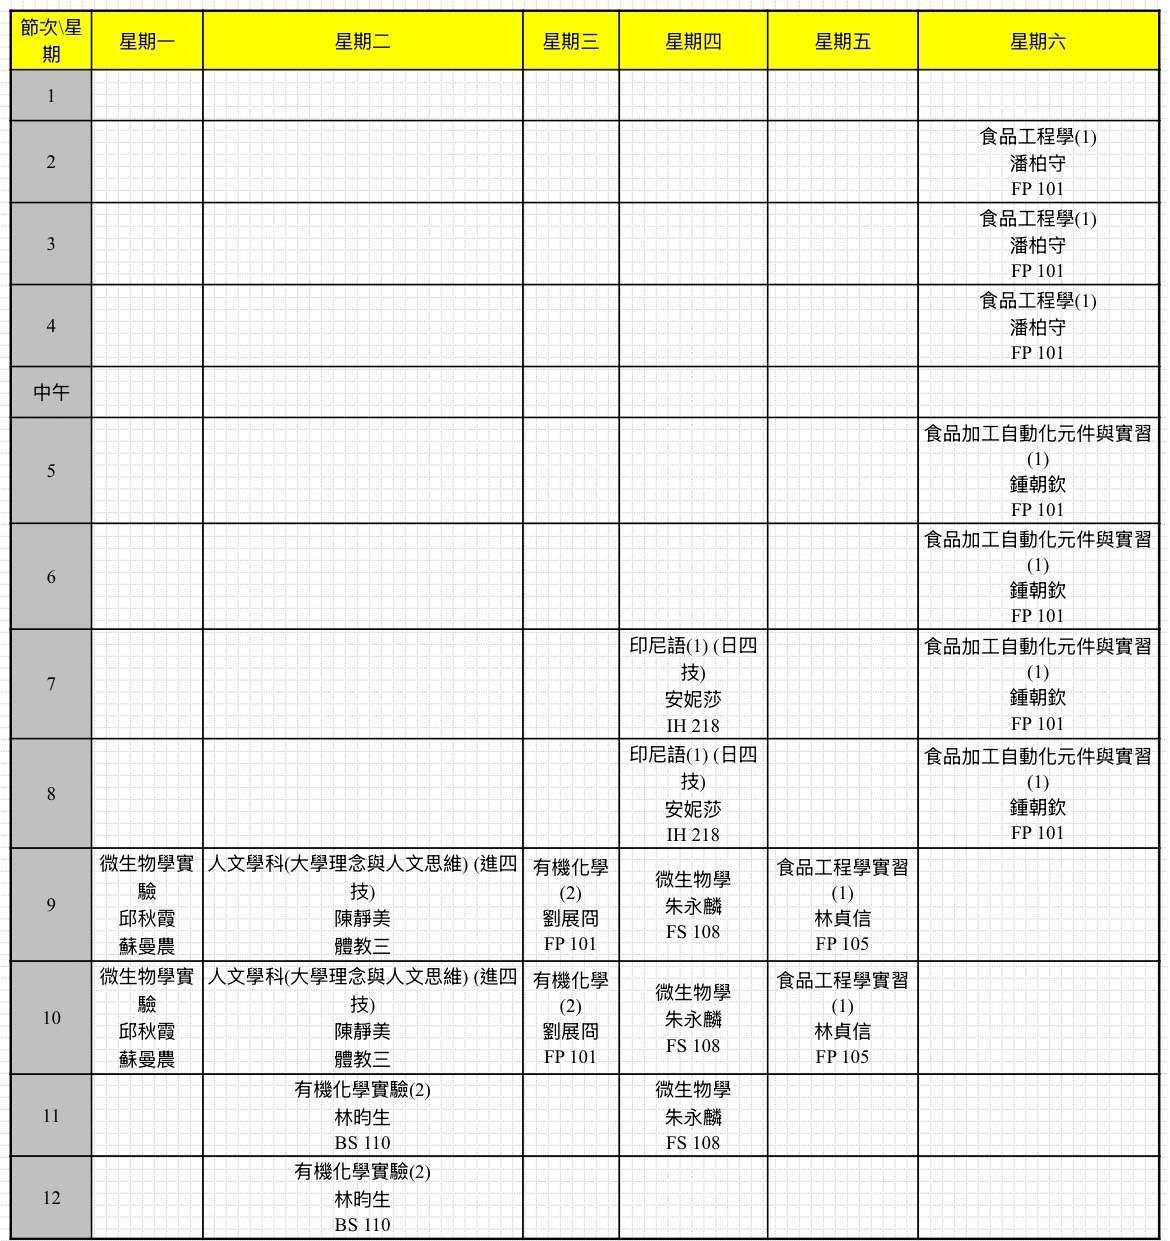 節次\星期 星期一 星期二 星期三 星期四 星期五 星期六
1
2
食品工程學(1)
潘柏守
FP 101
3
食品工程學(1)
潘柏守
FP 101
4
食品工程學(1)
潘柏守
FP 101
中午
5
食品加工自動化元件與實習
(1)
鍾朝欽
FP 101
6
食品加工自動化元件與實習
(1)
鍾朝欽
FP 101
7
印尼語(1) (日四
技)
安妮莎
IH 218
食品加工自動化元件與實習
(1)
鍾朝欽
FP 101
8
印尼語(1) (日四
技)
安妮莎
IH 218
食品加工自動化元件與實習
(1)
鍾朝欽
FP 101
9
微生物學實
驗
邱秋霞
蘇曼農
人文學科(大學理念與人文思維) (進四
技)
陳靜美
體教三
有機化學
(2)
劉展冏
FP 101
微生物學
朱永麟
FS 108
食品工程學實習
(1)
林貞信
FP 105
10
微生物學實
驗
邱秋霞
蘇曼農
人文學科(大學理念與人文思維) (進四
技)
陳靜美
體教三
有機化學
(2)
劉展冏
FP 101
微生物學
朱永麟
FS 108
食品工程學實習
(1)
林貞信
FP 105
11
有機化學實驗(2)
林昀生
BS 110
微生物學
朱永麟
FS 108
12
有機化學實驗(2)
林昀生
BS 110